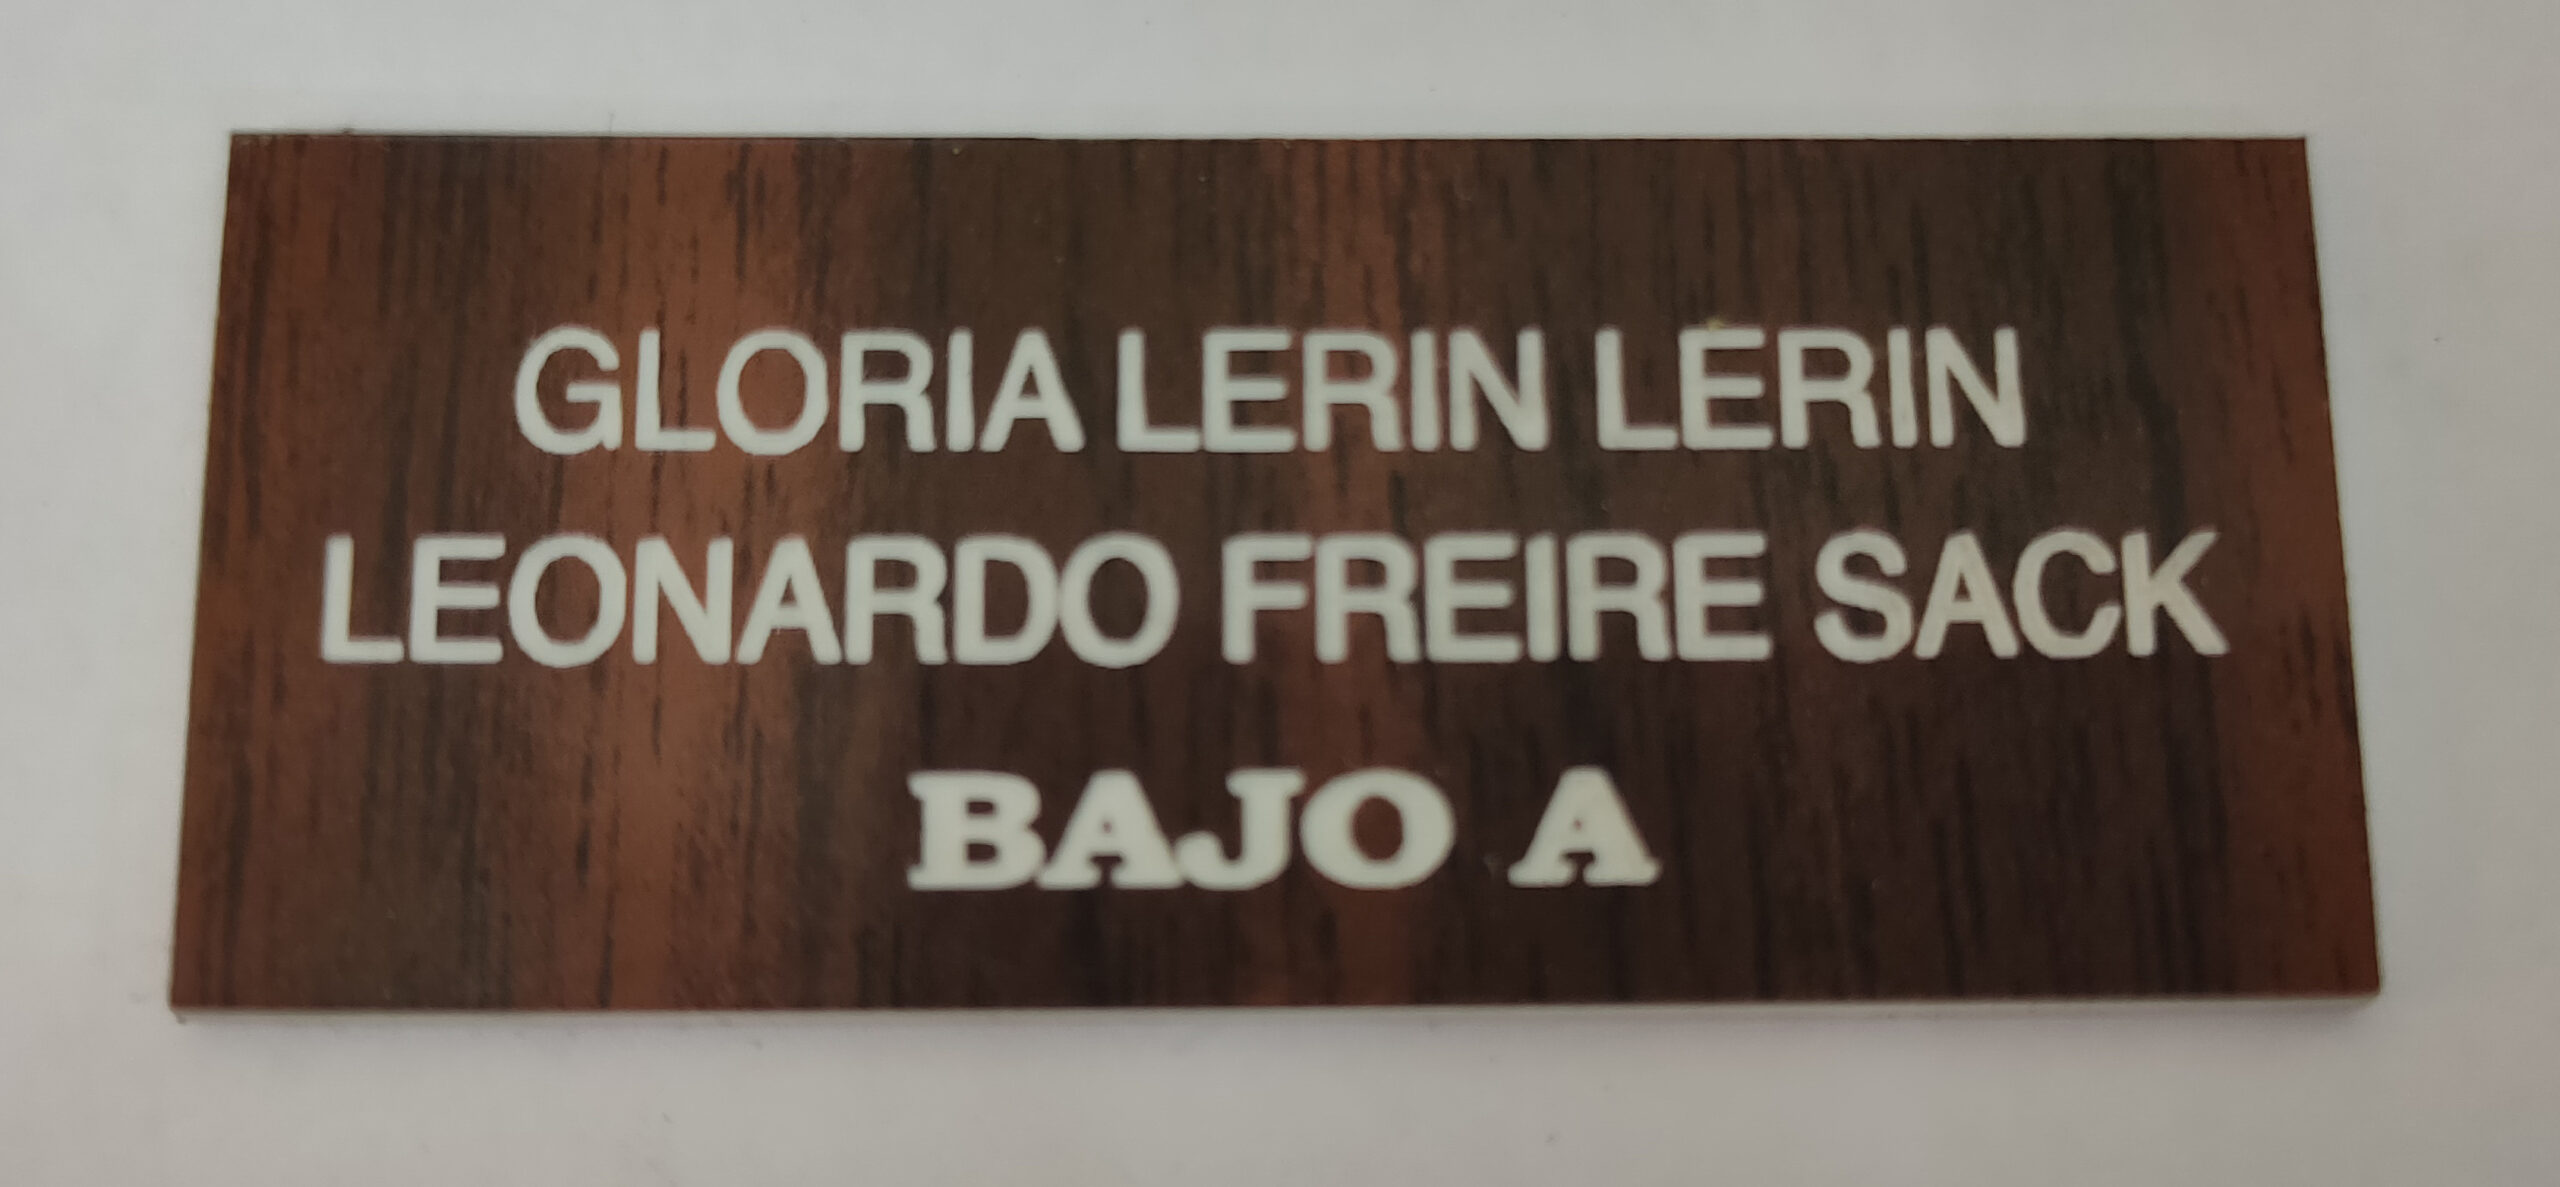 GLORIA LERIN LERIN
LEONARDO FREIRE SACK
BAJO A